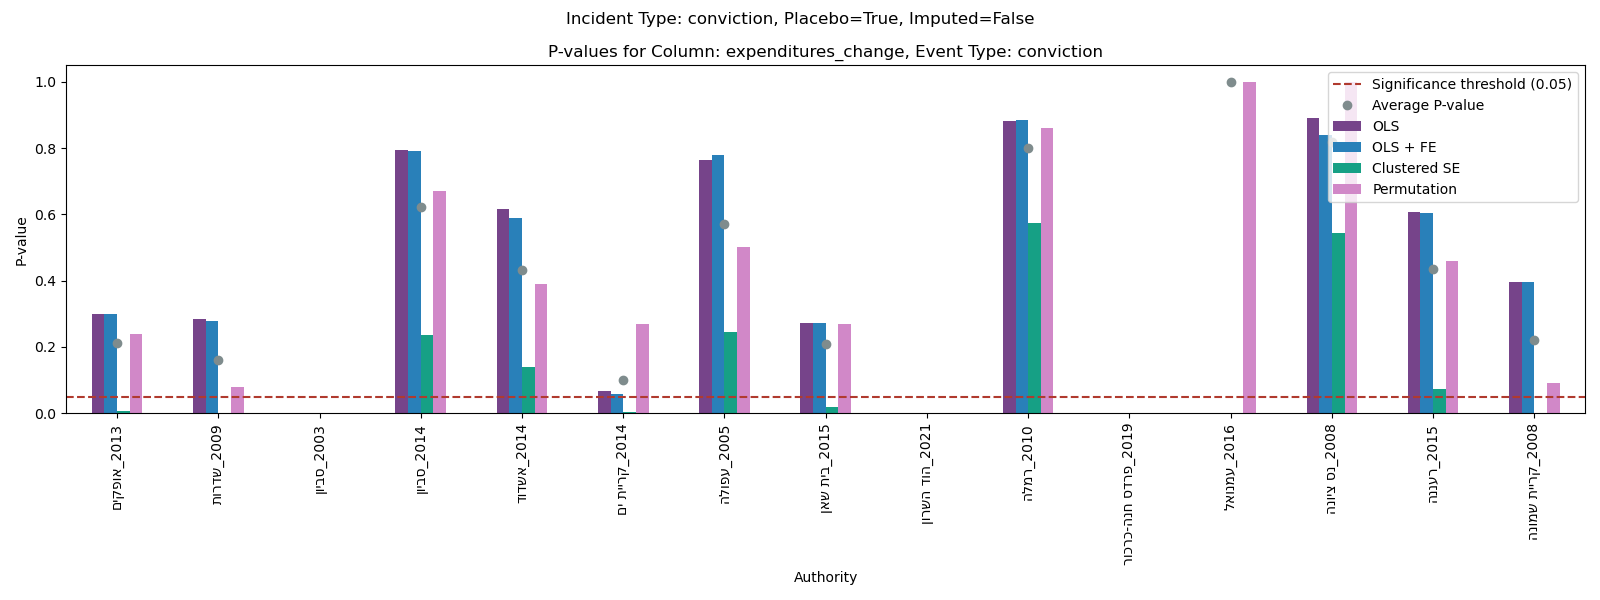 Incident Type: conviction, Placebo=True, Imputed=False
P-values for Column: expenditures_change, Event Type: conviction
P-value
1.0
0.8
0.6
0.4
0.2
0.0
Significance threshold (0.05)
Average P-value
OLS
OLS + FE
Clustered SE
Permutation
אופקים_2013
שדרות_2009
סביון_2003
סביון_2014
אשדוד_2014
קריית ים_2014
עפולה_2005
בית שאן_2015
הוד השרון_2021
רמלה_2010
פרדס חנה-כרכור_2019
עמנואל_2016
נס ציונה_2008
רעננה_2015
קריית שמונה_2008
Authority